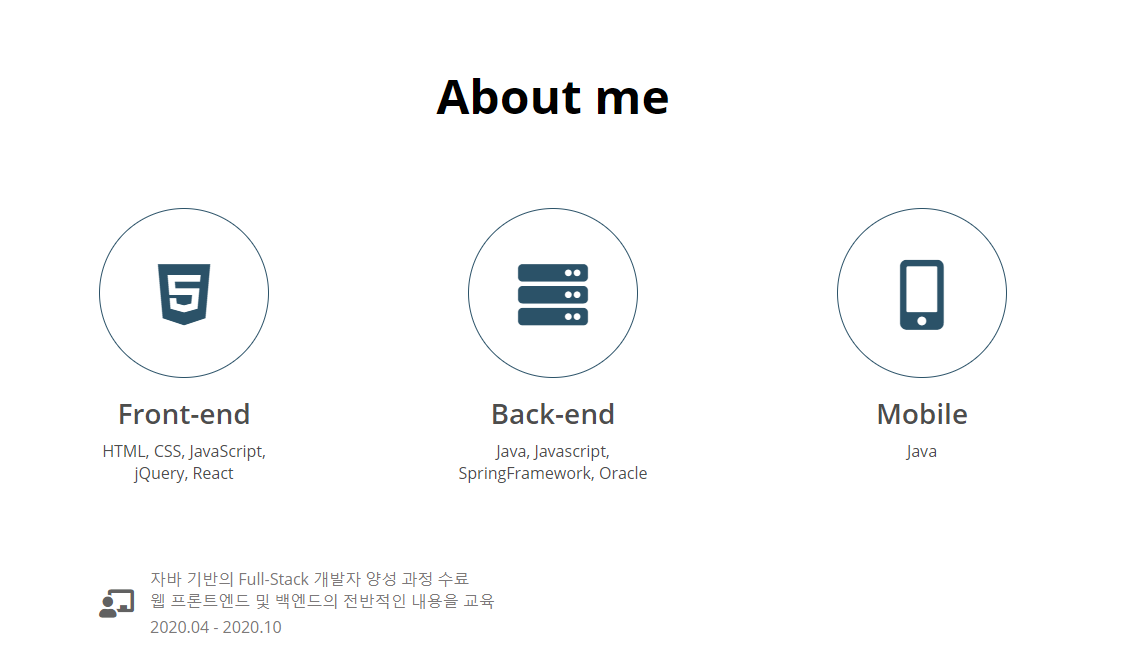 About me
Front-end
HTML, CSS, JavaScript,
jQuery, React
Back-end
Java, Javascript,
SpringFramework, Oracle
Mobile
Java
자바 기반의 Full-Stack 개발자 양성 과정 수료
웹 프론트엔드 및 백엔드의 전반적인 내용을 교육
2020.04 - 2020.10